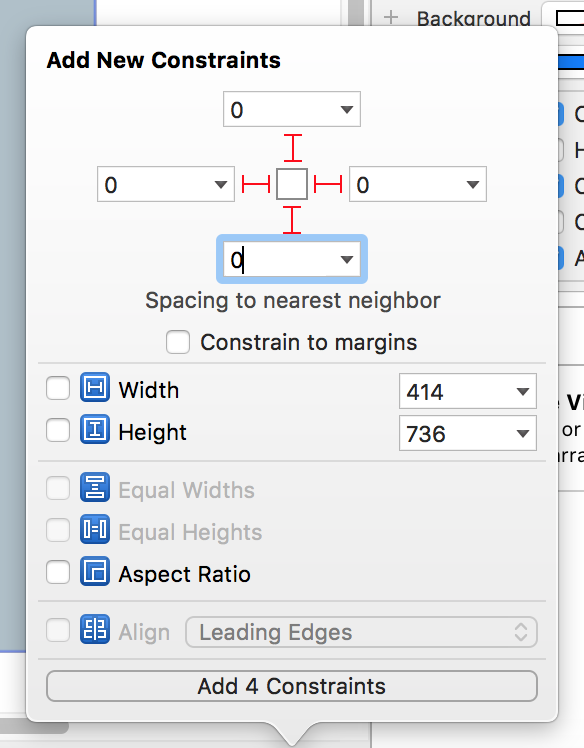 Background
Add New Constraints
0
0 0
0
Spacing to nearest neighbor
Constrain to margins
Width 414
Height 736
Equal Widths
Equal Heights
Aspect Ratio
Align Leading Edges
Add 4 Constraints
or